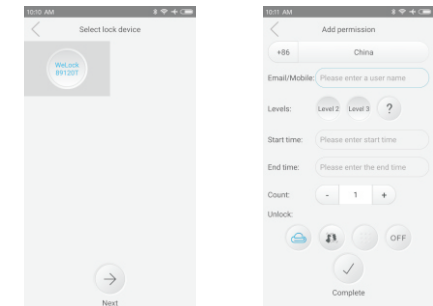 10:10 AM
Select lock device
WeLock
B9120T
Next
10:11 AM
Add permission
+86 China
Email/Mobile: Please enter a user name
Levels: Level 2 Level 3 ?
Start time: Please enter start time
End time: Please enter the end time
Count: - 1 +
Unlock:
OFF
Complete